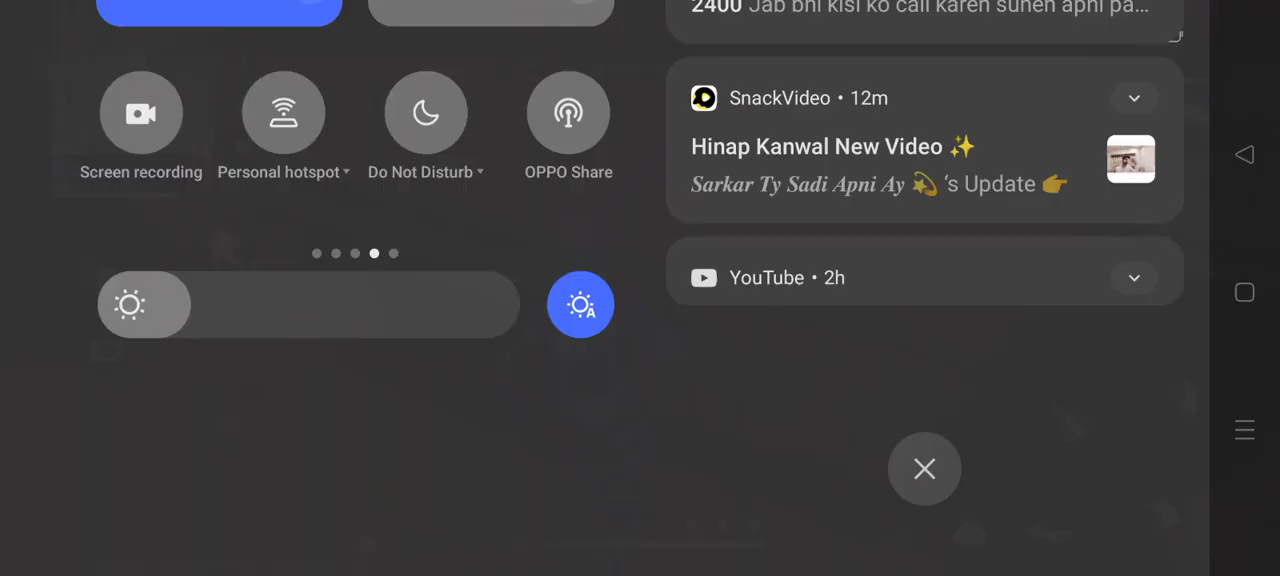 2400 Jab bhi kisi ko call karen sunen apni pa...
Screen recording
Personal hotspot
Do Not Disturb
OPPO Share
SnackVideo • 12m
Hinap Kanwal New Video ✨
Sarkar Ty Sadi Apni Ay 💫 ‘s Update 👉
YouTube • 2h
A